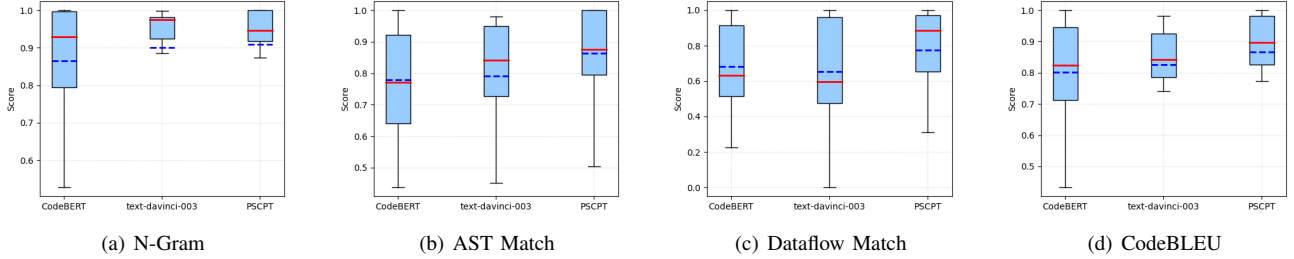 1.0
0.9
0.8
0.7
0.6
Score
CodeBERT
text-davinci-003
PSCPT
(a) N-Gram
1.0
0.9
0.8
0.7
0.6
0.5
Score
CodeBERT
text-davinci-003
PSCPT
(b) AST Match
1.0
0.8
0.6
0.4
0.2
0.0
Score
CodeBERT
text-davinci-003
PSCPT
(c) Dataflow Match
1.0
0.9
0.8
0.7
0.6
0.5
Score
CodeBERT
text-davinci-003
PSCPT
(d) CodeBLEU